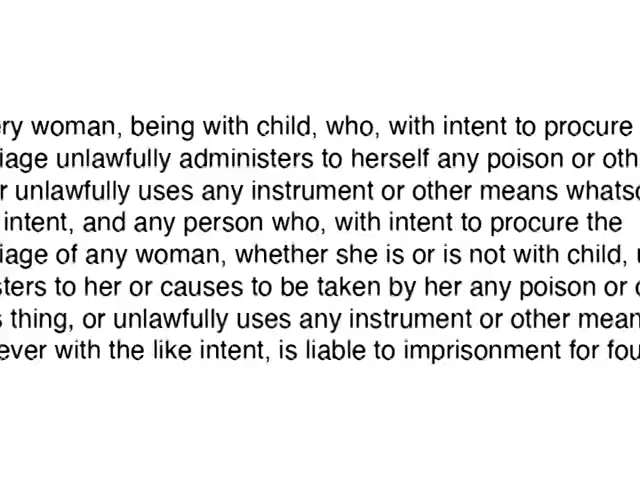 ry woman, being with child, who, with intent to procure
iage unlawfully administers to herself any poison or oth
r unlawfully uses any instrument or other means whatso
intent, and any person who, with intent to procure the
iage of any woman, whether she is or is not with child, u
sters to her or causes to be taken by her any poison or o
s thing, or unlawfully uses any instrument or other mean
ever with the like intent, is liable to imprisonment for fou